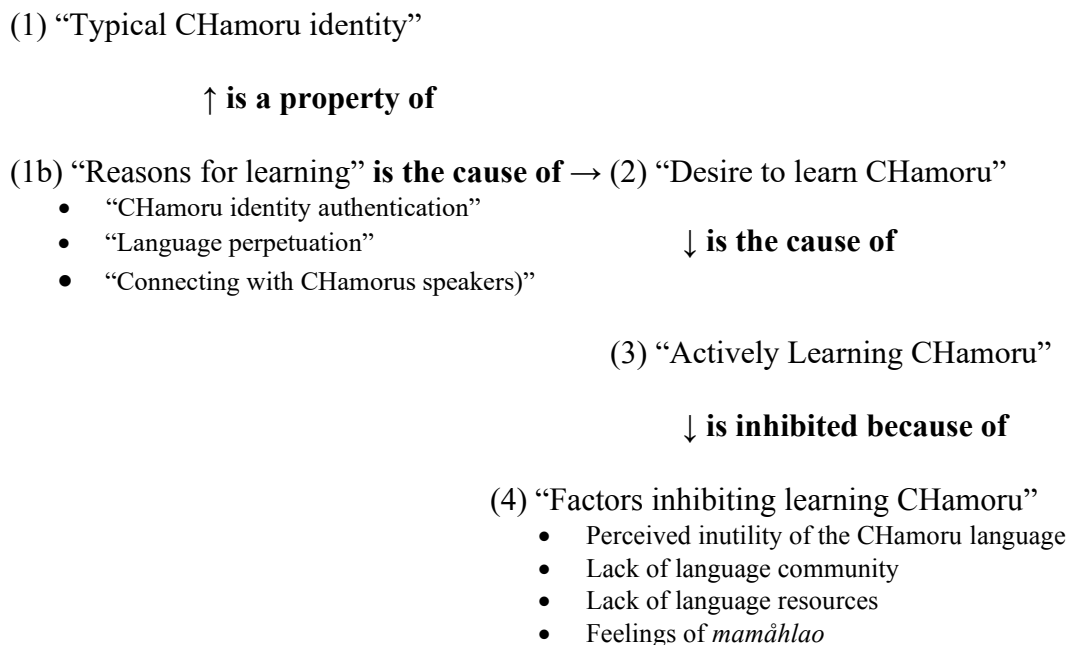 (1) “Typical CHamoru identity”
↑ is a property of
(1b) “Reasons for learning” is the cause of → (2) “Desire to learn CHamoru”
• “CHamoru identity authentication”
• “Language perpetuation”
• “Connecting with CHamorus speakers)”
↓ is the cause of
(3) “Actively Learning CHamoru”
↓ is inhibited because of
(4) “Factors inhibiting learning CHamoru”
• Perceived inutility of the CHamoru language
• Lack of language community
• Lack of language resources
• Feelings of mamåhlao